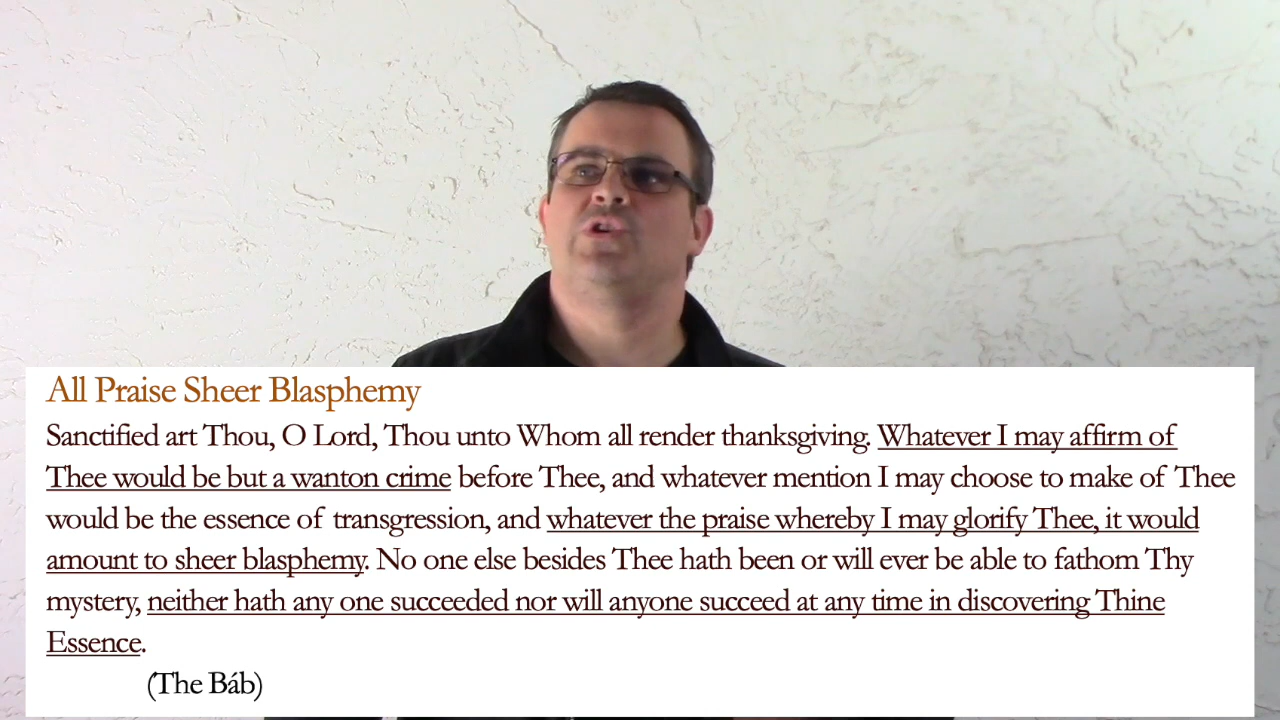 All Praise Sheer Blasphemy
Sanctified art Thou, O Lord, Thou unto Whom all render thanksgiving. Whatever I may affirm of
Thee would be but a wanton crime before Thee, and whatever mention I may choose to make of Thee
would be the essence of transgression, and whatever the praise whereby I may glorify Thee, it would
amount to sheer blasphemy. No one else besides Thee hath been or will ever be able to fathom Thy
mystery, neither hath any one succeeded nor will anyone succeed at any time in discovering Thine
Essence.
(The Báb)